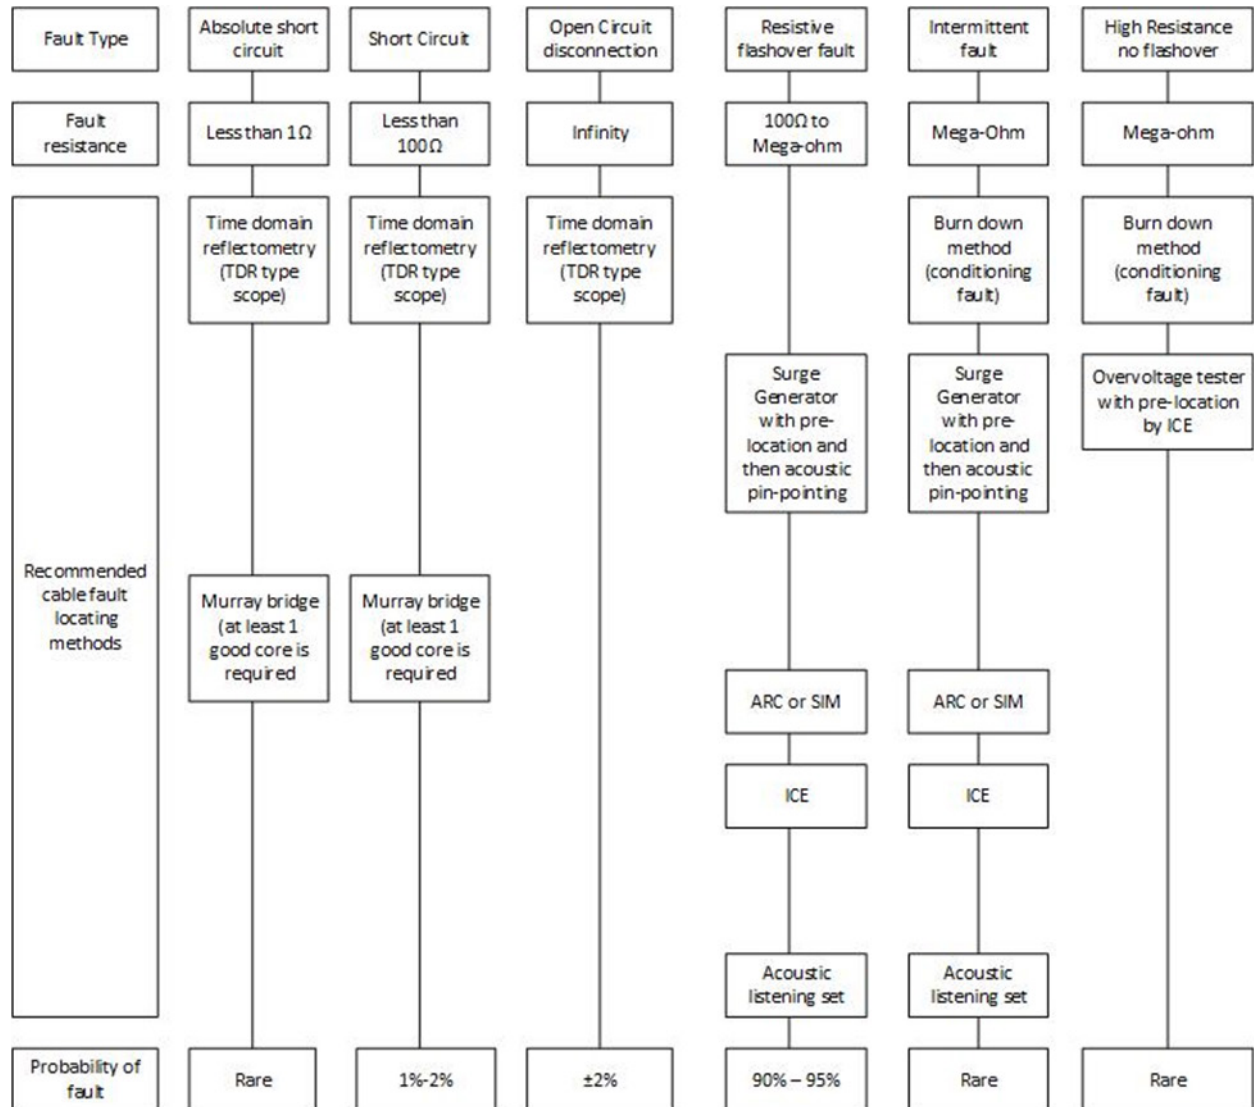 Fault Type
Absolute short
circuit
Short Circuit
Open Circuit
disconnection
Resistive
flashover fault
Intermittent
fault
High Resistance
no flashover
Fault
resistance
Less than 1Ω
Less than
100Ω
Infinity
100Ω to
Mega-ohm
Mega-Ohm
Mega-ohm
Recommended
cable fault
locating
methods
Time domain
reflectometry
(TDR type
scope)
Time domain
reflectometry
(TDR type
scope)
Time domain
reflectometry
(TDR type
scope)
Burn down
method
(conditioning
fault)
Burn down
method
(conditioning
fault)
Surge
Generator
with pre-
location and
then acoustic
pin-pointing
Surge
Generator
with pre-
location and
then acoustic
pin-pointing
Overvoltage tester
with pre-location
by ICE
Murray bridge
(at least 1
good core is
required
Murray bridge
(at least 1
good core is
required
ARC or SIM
ARC or SIM
ICE
ICE
Acoustic
listening set
Acoustic
listening set
Probability of
fault
Rare
1%-2%
±2%
90% – 95%
Rare
Rare